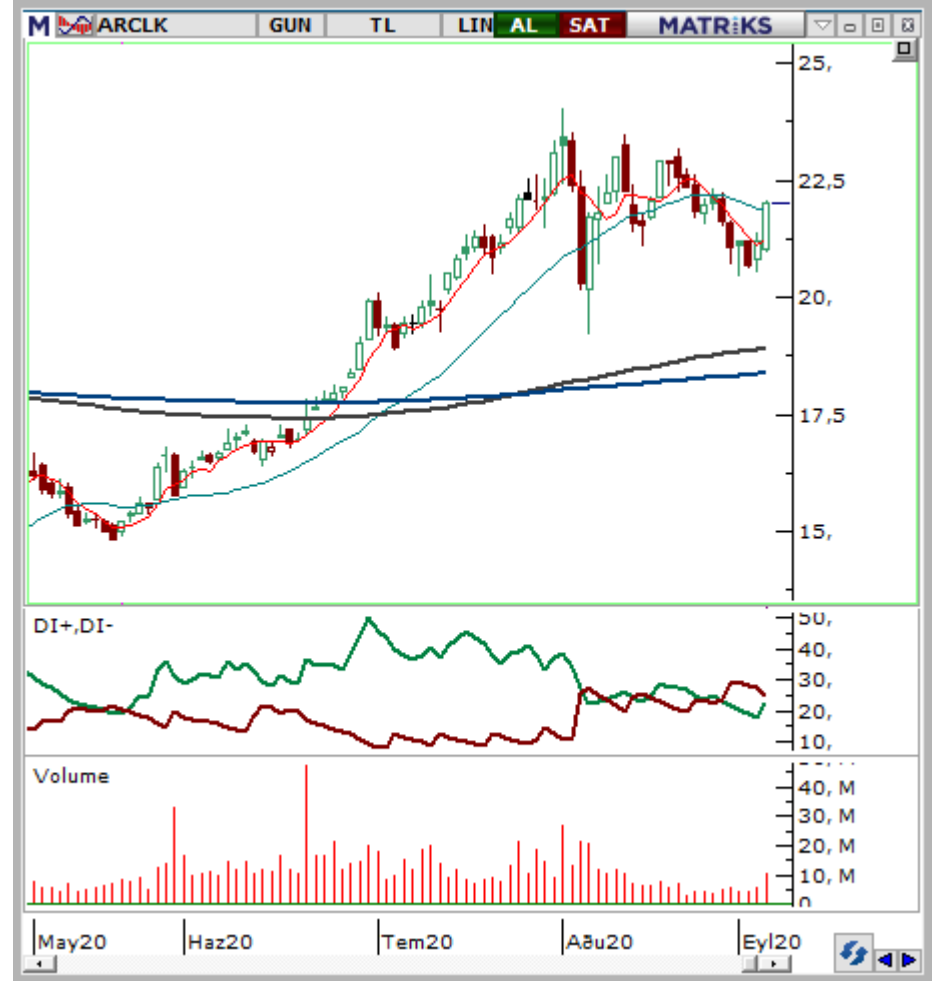 M ARCLK GUN TL LIN AL SAT MATRiKS
25,
22,5
20,
17,5
15,
DI+,DI-
50,
40,
30,
20,
10,
Volume
40, M
30, M
20, M
10, M
0
May20 Haz20 Tem20 Aðu20 Eyl20